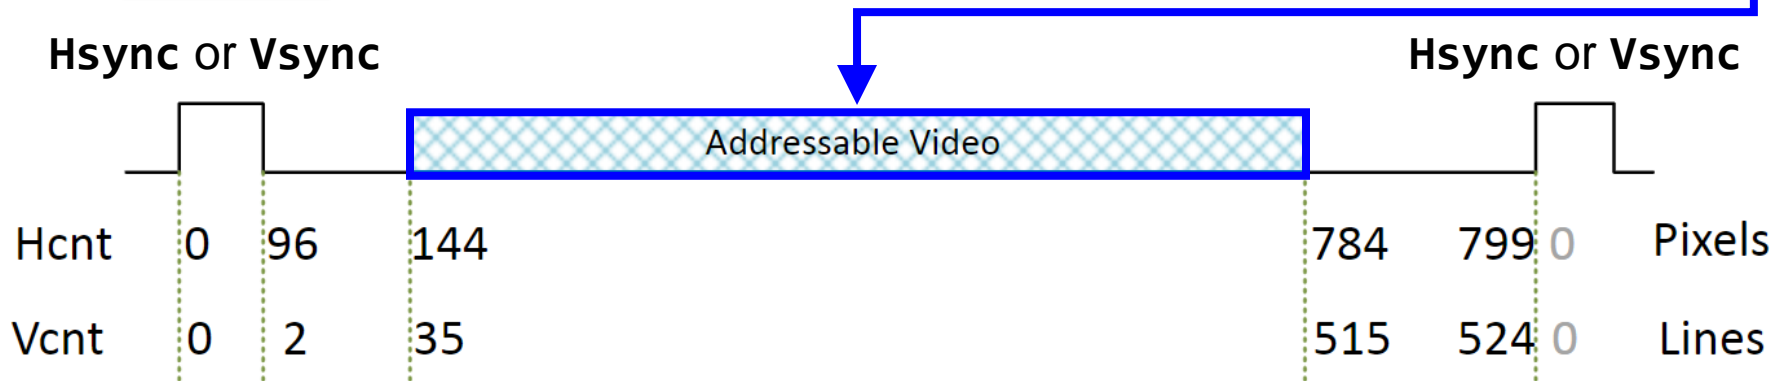 Hsync or Vsync Hsync or Vsync
Addressable Video
Hcnt 0 96 144 784 799 0 Pixels
Vcnt 0 2 35 515 524 0 Lines